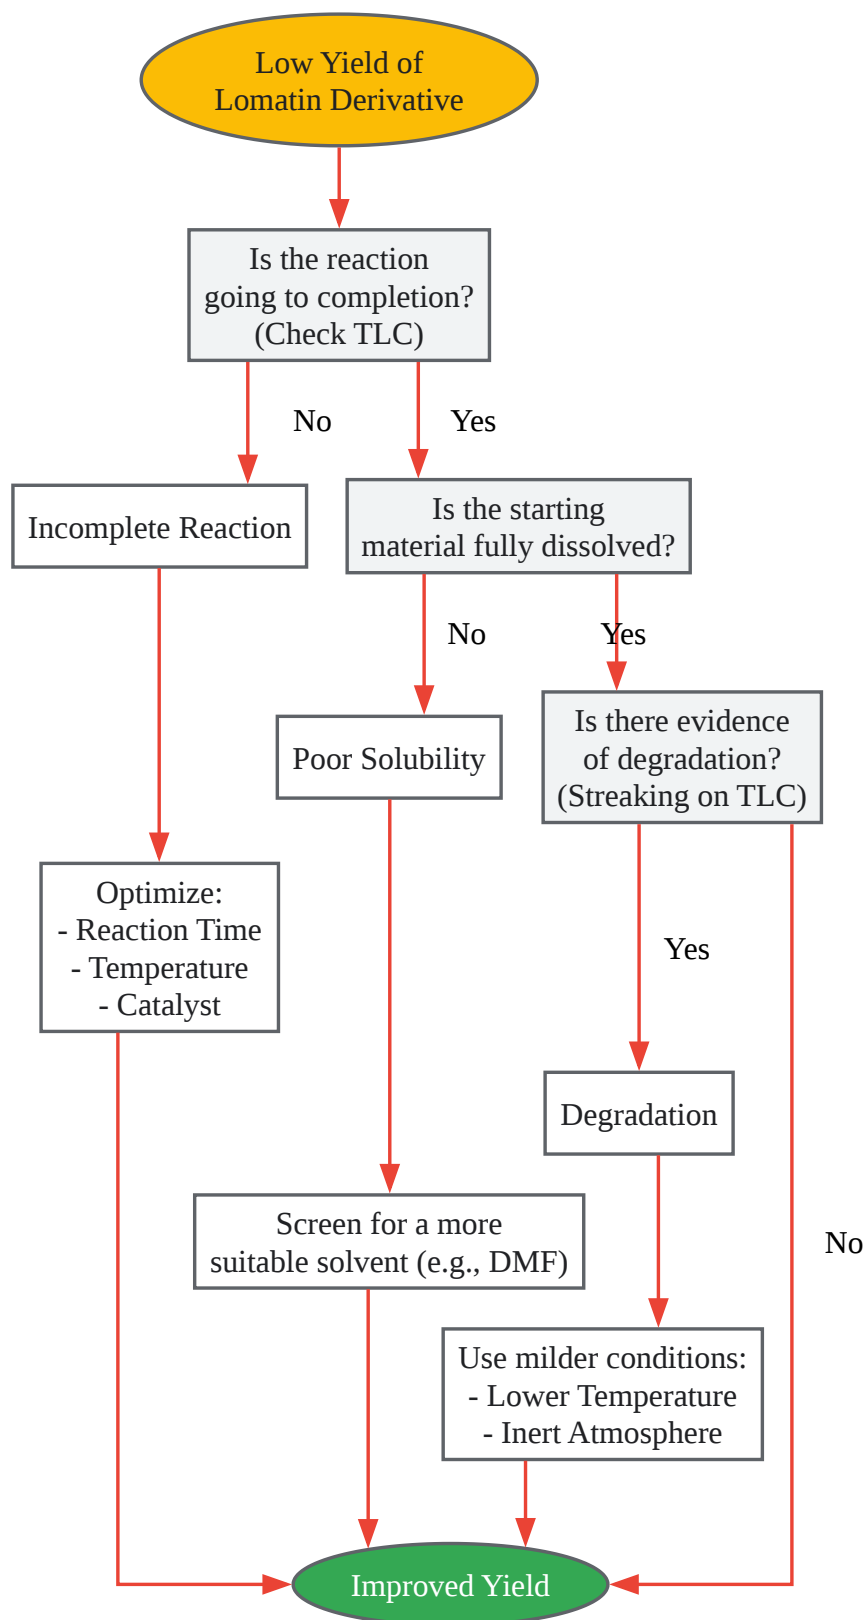 Low Yield of
Lomatin Derivative
Is the reaction
going to completion?
(Check TLC)
No
Yes
Incomplete Reaction
Is the starting
material fully dissolved?
No
Yes
Poor Solubility
Is there evidence
of degradation?
(Streaking on TLC)
Optimize:
- Reaction Time
- Temperature
- Catalyst
Yes
Degradation
Screen for a more
suitable solvent (e.g., DMF)
No
Use milder conditions:
- Lower Temperature
- Inert Atmosphere
Improved Yield